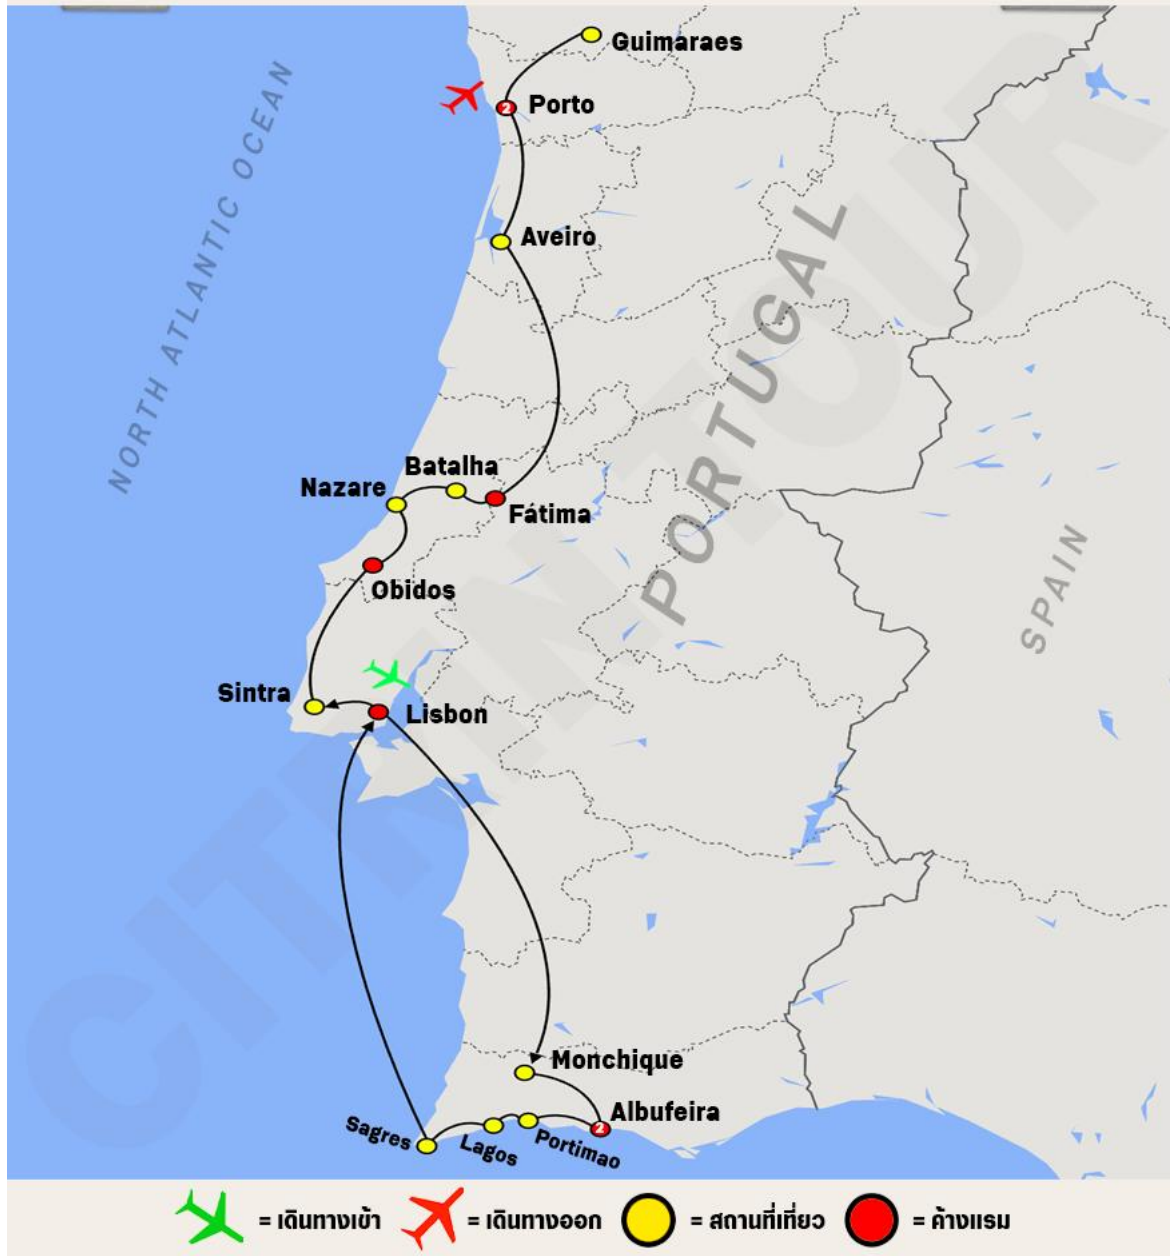 Guimaraes
2
Porto
NORTH ATLANTIC OCEAN
Aveiro
PORTUGAL
Batalha
Nazare
Fátima
Obidos
SPAIN
Sintra
Lisbon
Monchique
Albufeira
2
Sagres
Lagos
Portimao
CITRIN TOUR
= เดินทางเข้า
= เดินทางออก
= สถานที่เที่ยว
= ค้างแรม